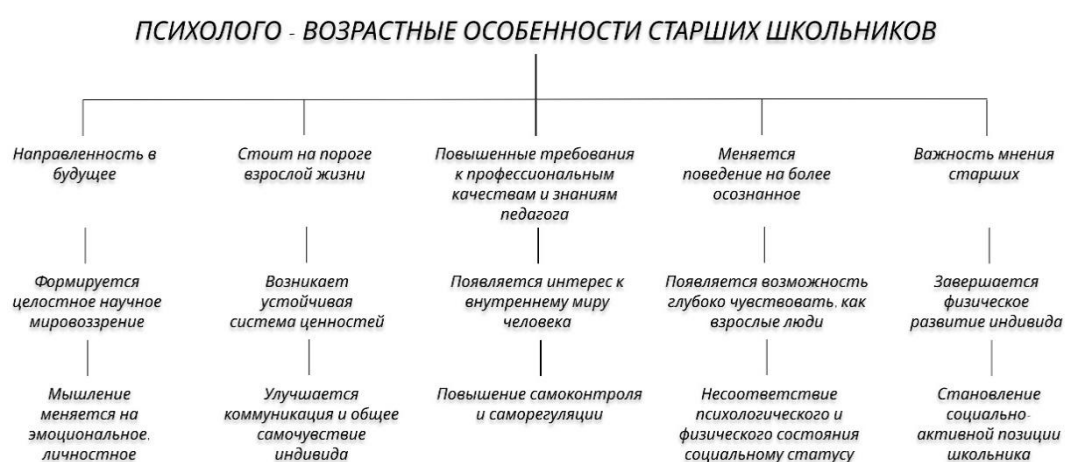 ПСИХОЛОГО - ВОЗРАСТНЫЕ ОСОБЕННОСТИ СТАРШИХ ШКОЛЬНИКОВ
Направленность в
будущее
Стоит на пороге
взрослой жизни
Повышенные требования
к профессиональным
качествам и знаниям
педагога
Меняется
поведение на более
осознанное
Важность мнения
старших
Формируется
целостное научное
мировоззрение
Возникает
устойчивая
система ценностей
Появляется интерес к
внутреннему миру
человека
Появляется возможность
глубоко чувствовать. как
взрослые люди
Завершается
физическое
развитие индивида
Мышление
меняется на
эмоциональное.
личностное
Улучшается
коммуникация и общее
самочувствие
индивида
Повышение самоконтроля
и саморегуляции
Несоответствие
психологического и
физического состояния
социальному статусу
Становление
социально-
активной позиции
школьника